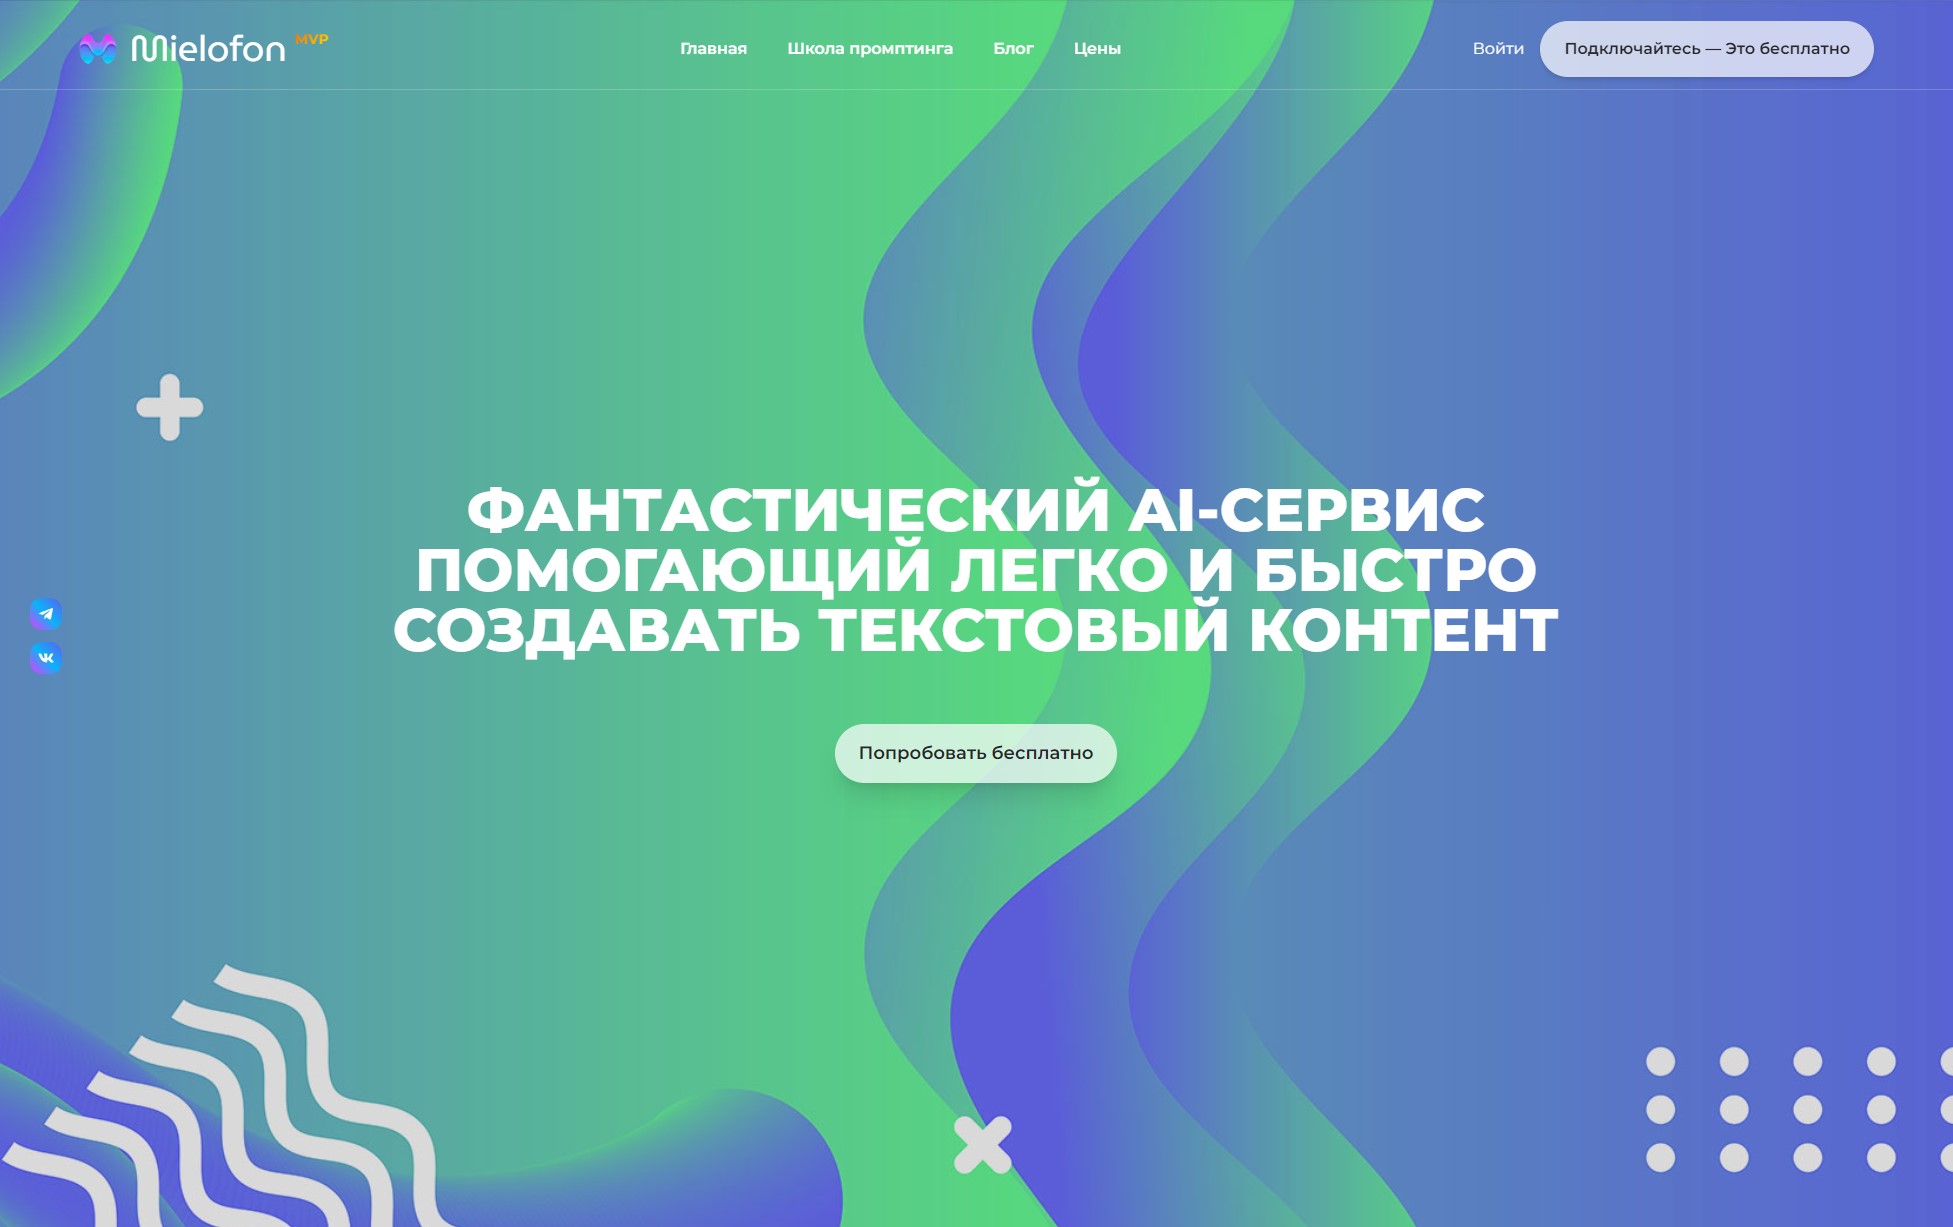 Mielofon MVP
Главная Школа промптинга Блог Цены
Войти Подключайтесь — Это бесплатно
ФАНТАСТИЧЕСКИЙ AI-СЕРВИС
ПОМОГАЮЩИЙ ЛЕГКО И БЫСТРО
СОЗДАВАТЬ ТЕКСТОВЫЙ КОНТЕНТ
Попробовать бесплатно